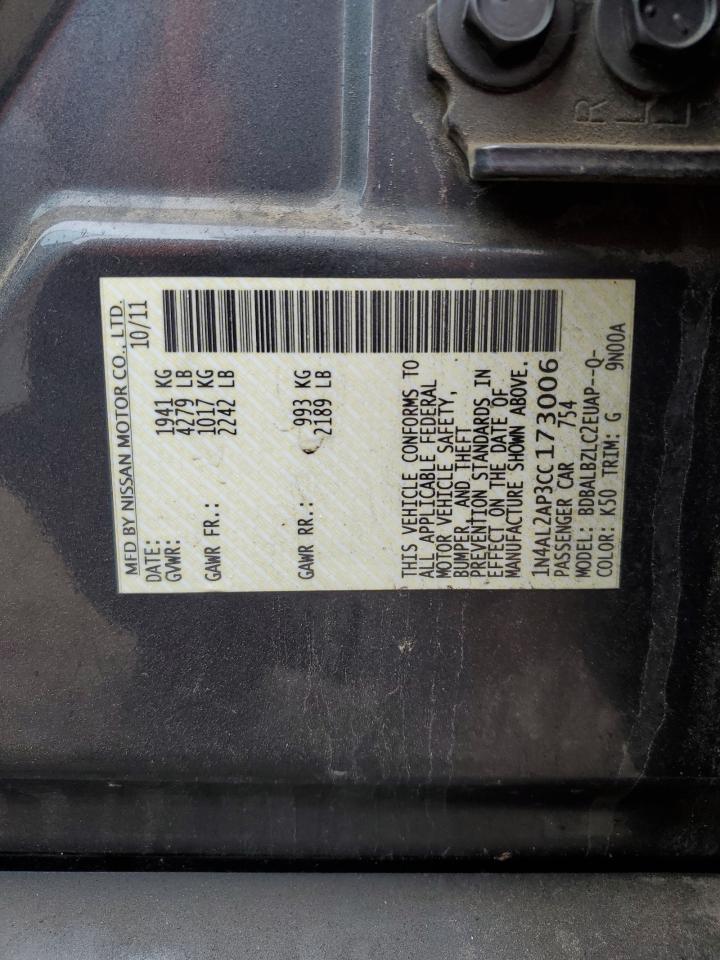 MFD BY NISSAN MOTOR CO., LTD.
DATE: 10/11
GVWR: 1941 KG
4279 LB
GAWR FR.: 1017 KG
2242 LB
GAWR RR.: 993 KG
2189 LB
THIS VEHICLE CONFORMS TO
ALL APPLICABLE FEDERAL
MOTOR VEHICLE SAFETY,
BUMPER, AND THEFT
PREVENTION STANDARDS IN
EFFECT ON THE DATE OF
MANUFACTURE SHOWN ABOVE.
1N4AL2AP3CC173006
PASSENGER CAR 754
MODEL: BDBALBZLC2EUAP--Q-
COLOR: K50 TRIM: G 9N00A